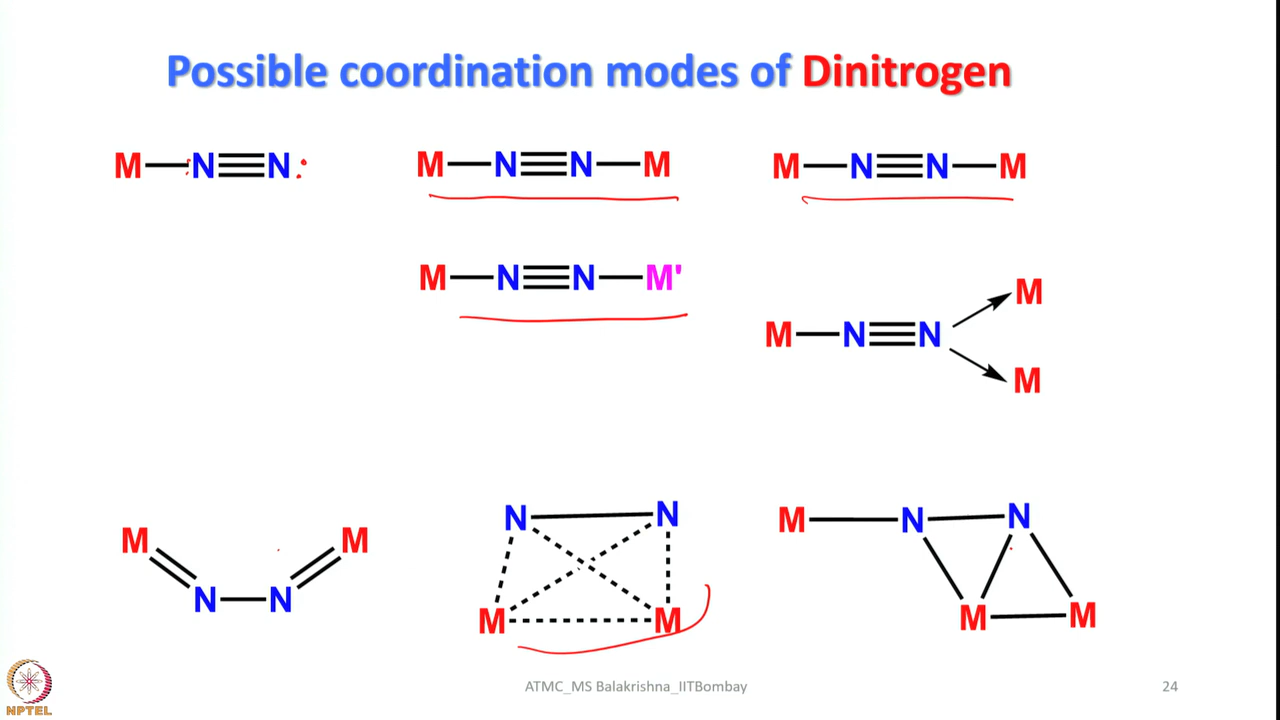 Possible coordination modes of Dinitrogen
M—N≡N:
M—N≡N—M
M—N≡N—M
M—N≡N—M'
M—N≡N
M
M
M
M
N
N
N
N
M
M
M
N
N
M
M
ATMC_MS Balakrishna_IITBombay
24
NPTEL